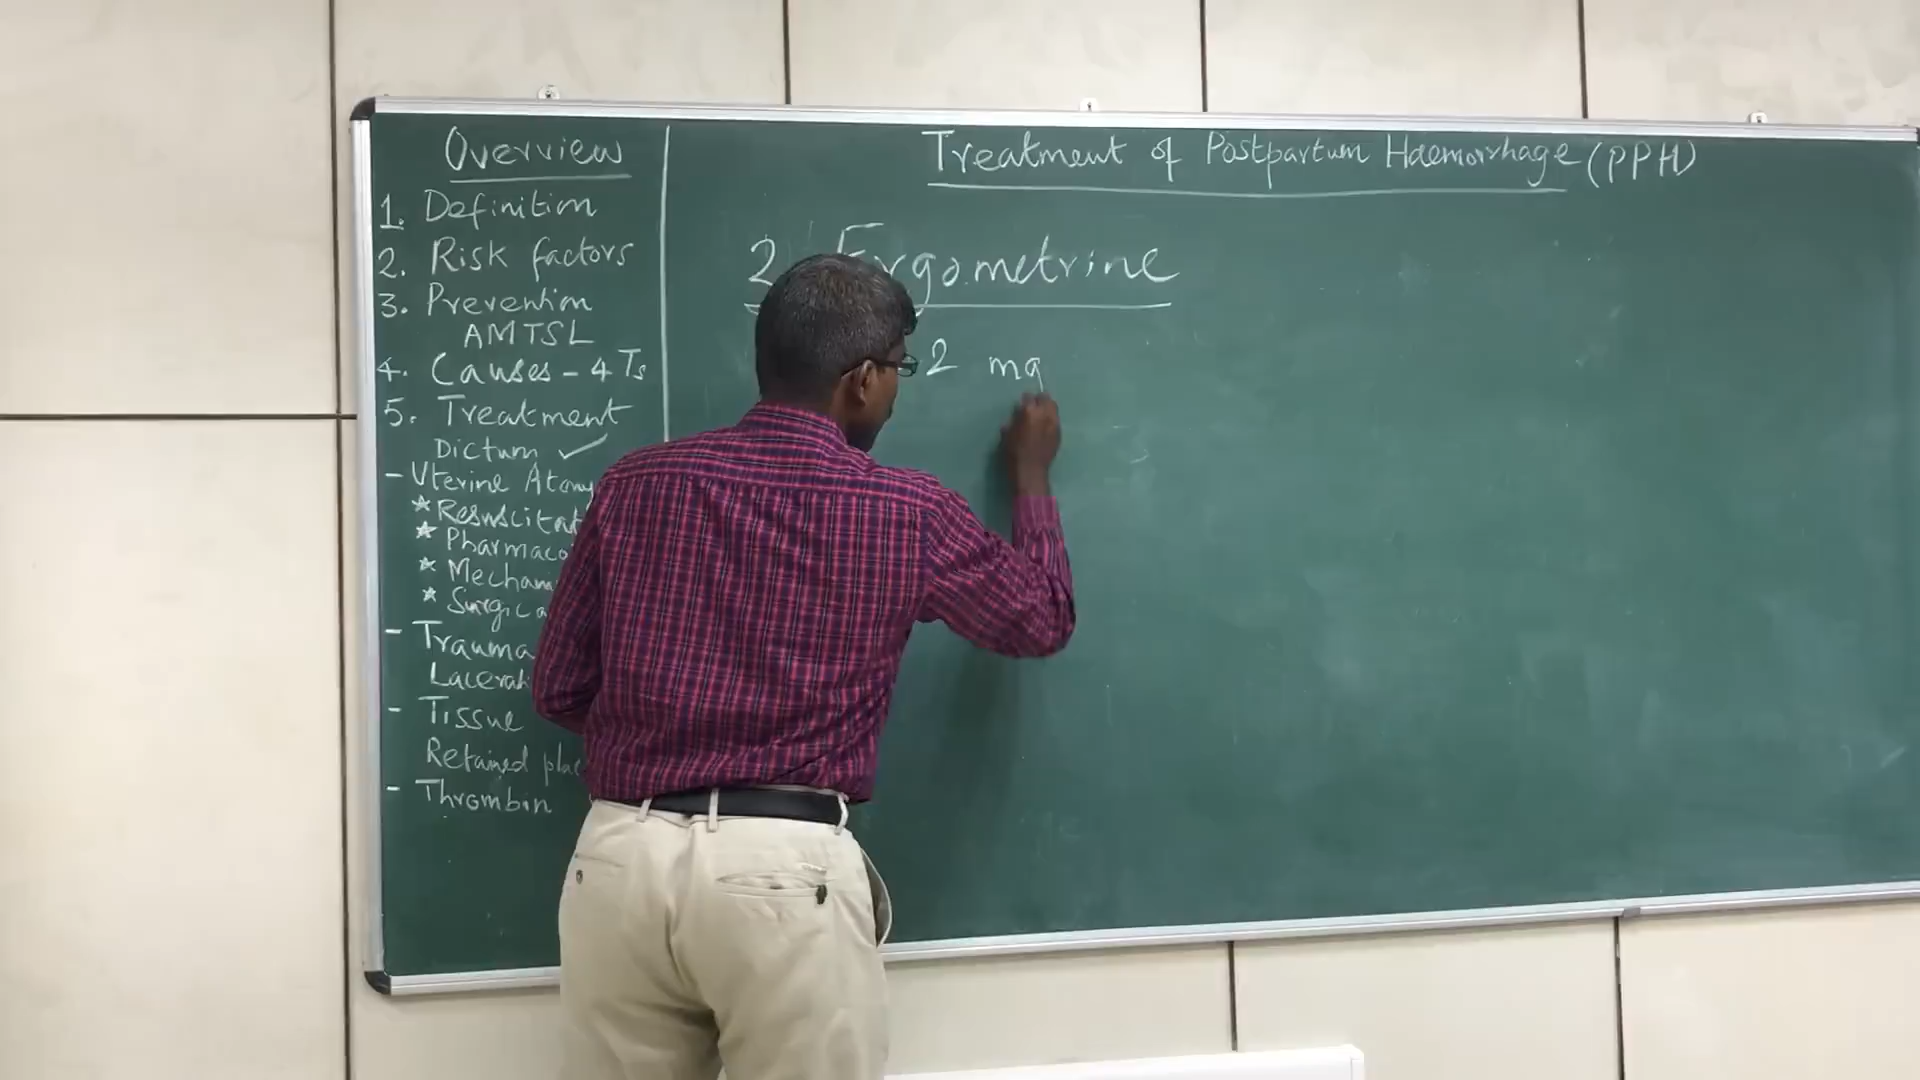 Overview
1. Definition
2. Risk factors
3. Prevention
AMTSL
4. Causes - 4 Ts
5. Treatment
Dictum ✓
- Uterine Atony
* Resuscitat
* Pharmaco
* Mechani
* Surgica
- Trauma
Lacerati
- Tissue
Retained plac
- Thrombin
Treatment of Postpartum Haemorrhage (PPH)
2 Ergometrine
2 mg